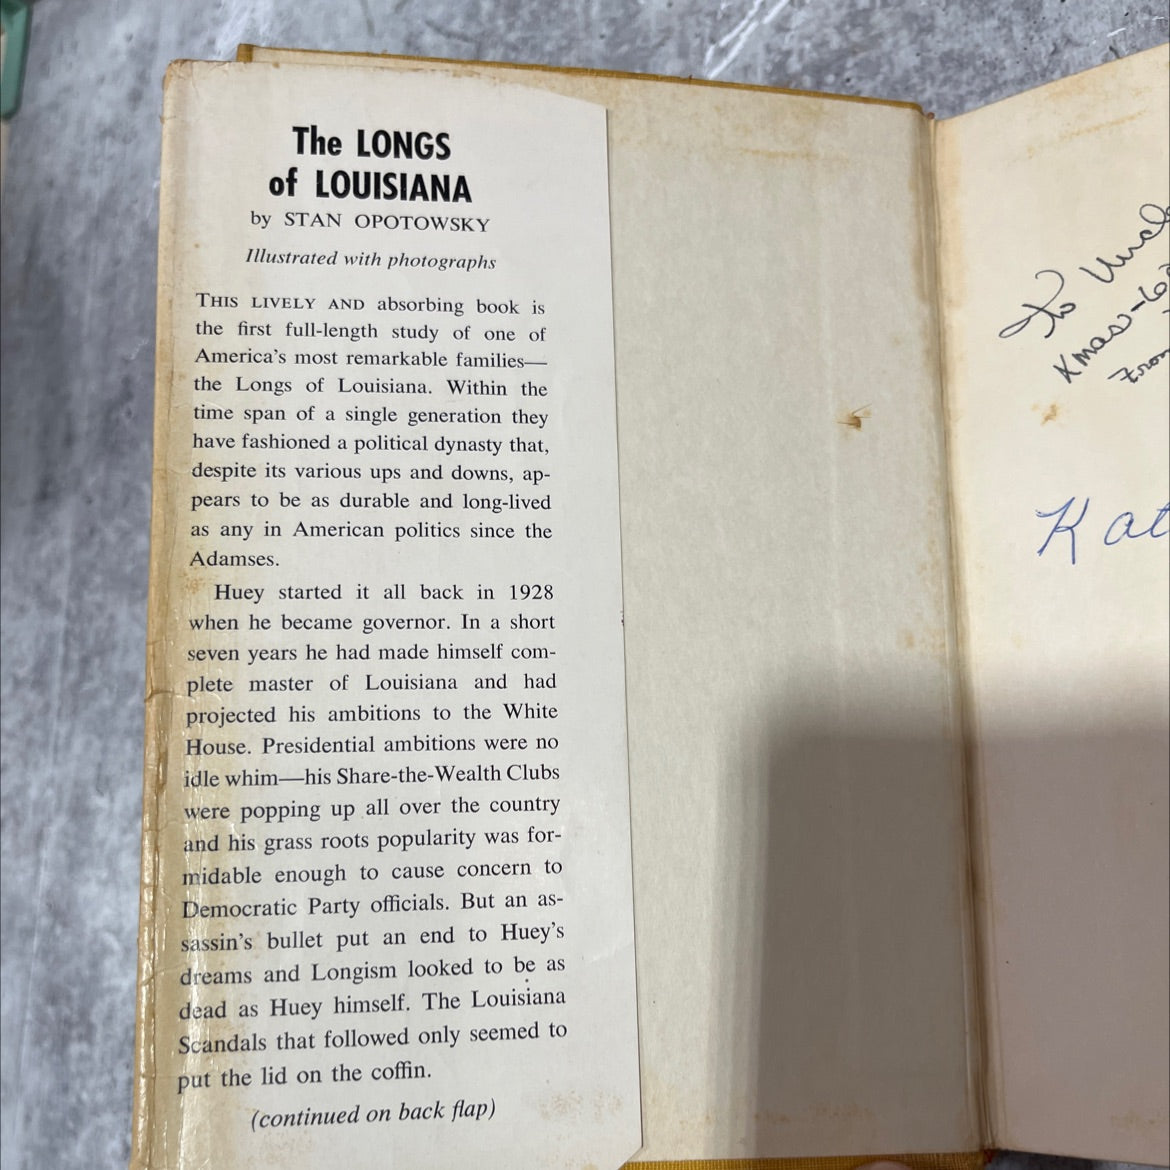 The LONGS
of LOUISIANA
by STAN OPOTOWSKY
Illustrated with photographs
THIS LIVELY AND absorbing book is
the first full-length study of one of
America's most remarkable families—
the Longs of Louisiana. Within the
time span of a single generation they
have fashioned a political dynasty that,
despite its various ups and downs, ap-
pears to be as durable and long-lived
as any in American politics since the
Adamses.
Huey started it all back in 1928
when he became governor. In a short
seven years he had made himself com-
plete master of Louisiana and had
projected his ambitions to the White
House. Presidential ambitions were no
idle whim—his Share-the-Wealth Clubs
were popping up all over the country
and his grass roots popularity was for-
midable enough to cause concern to
Democratic Party officials. But an as-
sassin's bullet put an end to Huey's
dreams and Longism looked to be as
dead as Huey himself. The Louisiana
Scandals that followed only seemed to
put the lid on the coffin.
(continued on back flap)
To Uncl
Xmas-60
From
Kat